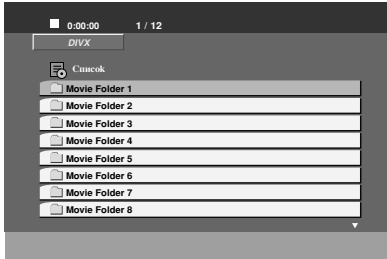 0:00:00 1 / 12
DIVX
Список
Movie Folder 1
Movie Folder 2
Movie Folder 3
Movie Folder 4
Movie Folder 5
Movie Folder 6
Movie Folder 7
Movie Folder 8